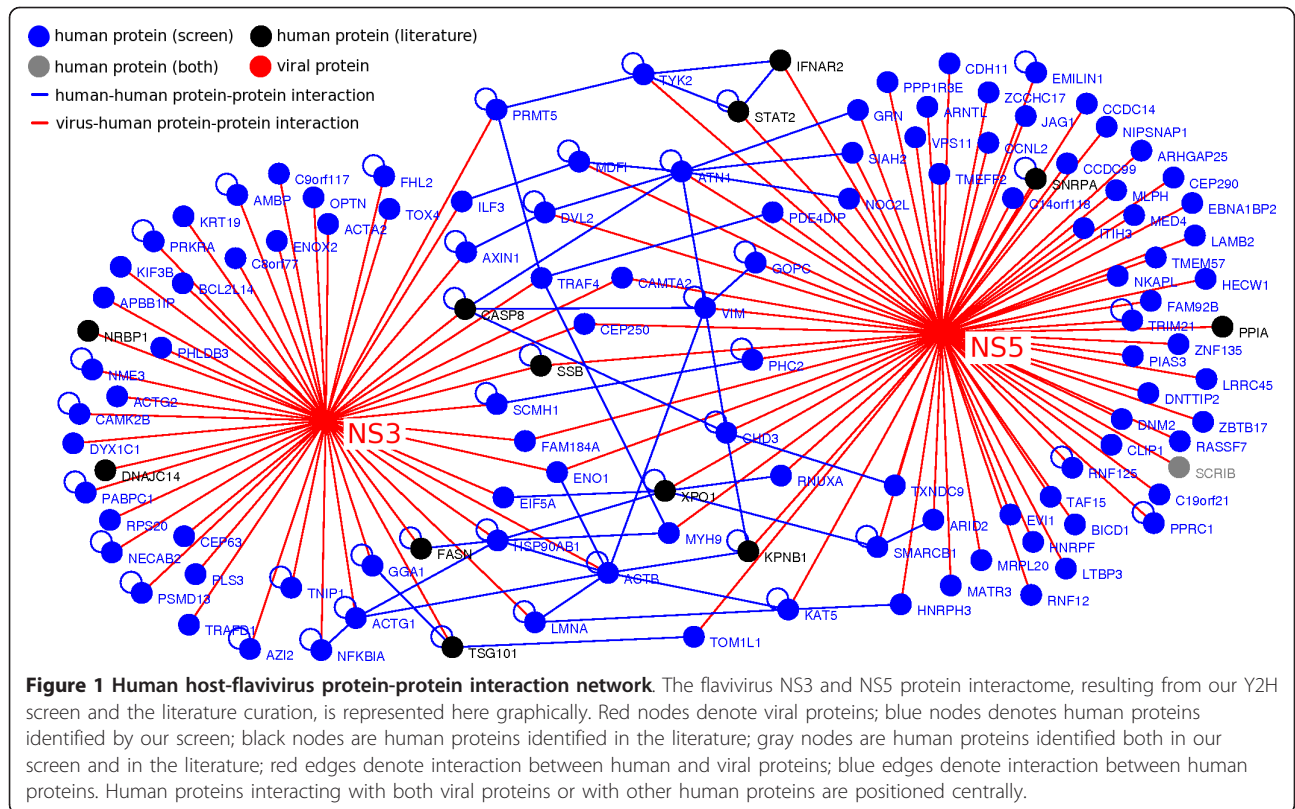 human protein (screen) human protein (literature)
human protein (both) viral protein
human-human protein-protein interaction
virus-human protein-protein interaction
IFNAR2
TYK2
CDH11
EMILIN1
PPP1R3E
ZCCHC17
PRMT5
STAT2
GRN
ARNTL
JAG1
CCDC14
NIPSNAP1
VPS11
CCNL2
ARHGAP25
SIAH2
MDFI
ATN1
CCDC99
C9orf117
FHL2
TMEFF2
SNRPA
CEP290
AMBP
OPTN
MLPH
C14orf118
EBNA1BP2
NOC2L
ILF3
TOX4
DVL2
PDE4DIP
MED4
KRT19
ACTA2
ITIH3
LAMB2
PRKRA
ENOX2
AXIN1
TMEM57
C8orf77
GOPC
KIF3B
BCL2L14
TRAF4
CAMTA2
NKAPL
HECW1
APBB1IP
CASP8
VIM
FAM92B
TRIM21
PPIA
NRBP1
CEP250
NS5
ZNF135
PHLDB3
PIAS3
SSB
PHC2
NME3
LRRC45
ACTG2
DNTTIP2
CAMK2B
SCMH1
ZBTB17
DNM2
NS3
CHD3
RASSF7
DYX1C1
FAM184A
CLIP1
DNAJC14
ENO1
SCRIB
RNF125
PABPC1
XPO1
RNUXA
TXNDC9
C19orf21
EIF5A
TAF15
RPS20
ARID2
EVI1
BICD1
PPRC1
CEP63
HSP90AB1
MYH9
HNRPF
NECAB2
FASN
KPNB1
SMARCB1
MRPL20
GGA1
ACTB
LTBP3
PLS3
MATR3
PSMD13
TNIP1
RNF12
HNRPH3
KAT5
ACTG1
LMNA
TRAFD1
TOM1L1
AZI2
NFKBIA
TSG101
Figure 1 Human host-flavivirus protein-protein interaction network. The flavivirus NS3 and NS5 protein interactome, resulting from our Y2H
screen and the literature curation, is represented here graphically. Red nodes denote viral proteins; blue nodes denotes human proteins
identified by our screen; black nodes are human proteins identified in the literature; gray nodes are human proteins identified both in our
screen and in the literature; red edges denote interaction between human and viral proteins; blue edges denote interaction between human
proteins. Human proteins interacting with both viral proteins or with other human proteins are positioned centrally.